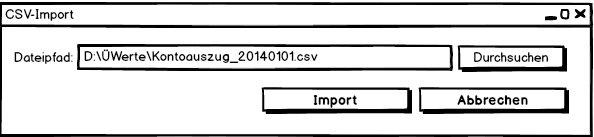 CSV-Import
Dateipfad: D:\ÜWerte\Kontoauszug_20140101.csv Durchsuchen
Import Abbrechen